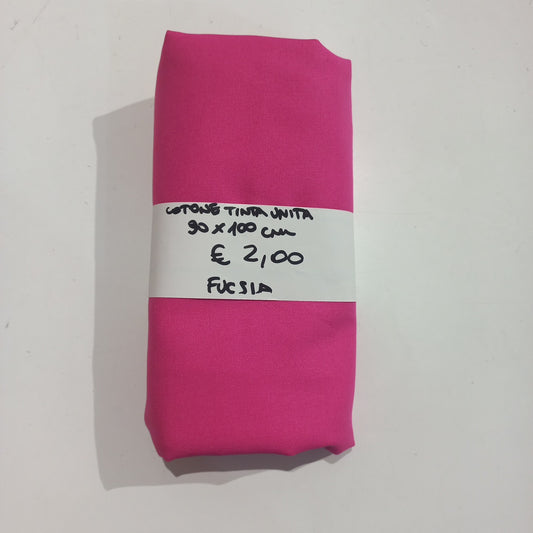 COTONE TINTA UNITA
90 x 100 cm
€ 2,00
FUCSIA